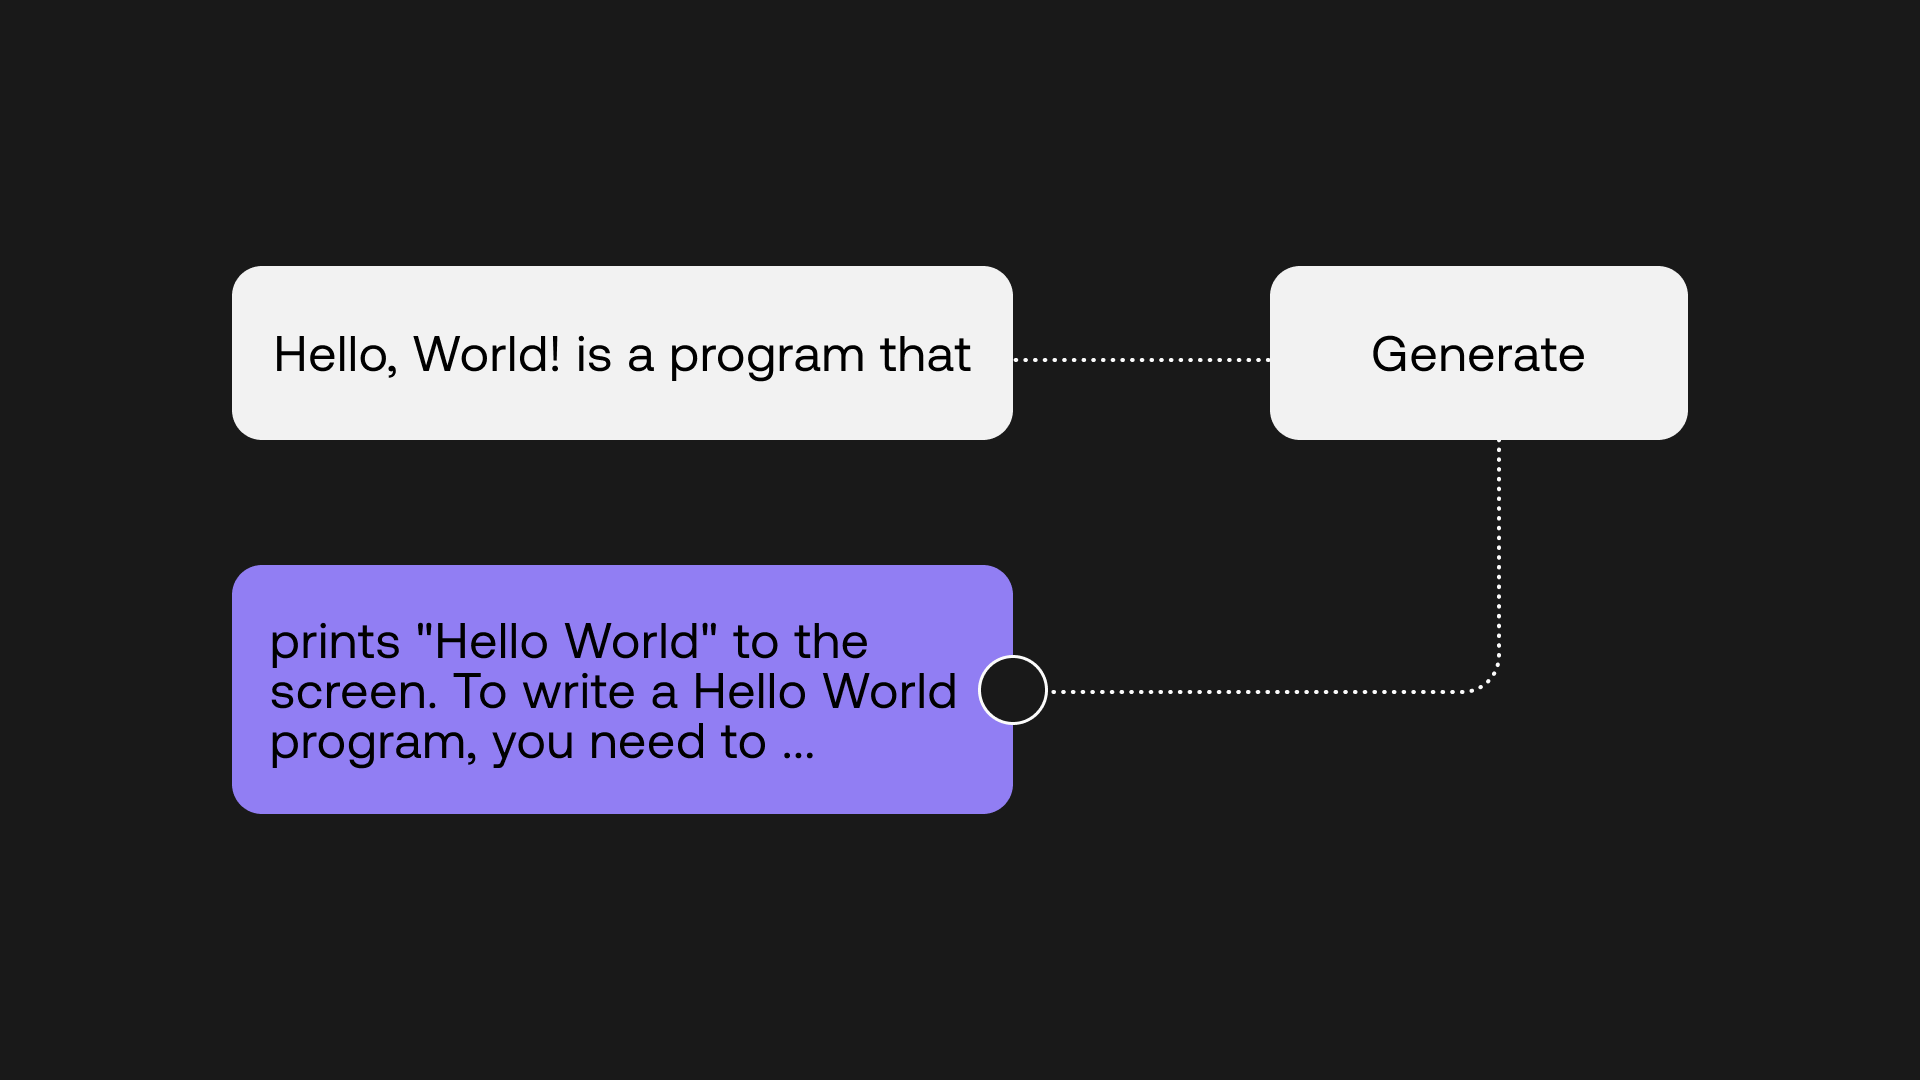 Hello, World! is a program that
Generate
prints "Hello World" to the
screen. To write a Hello World
program, you need to ...